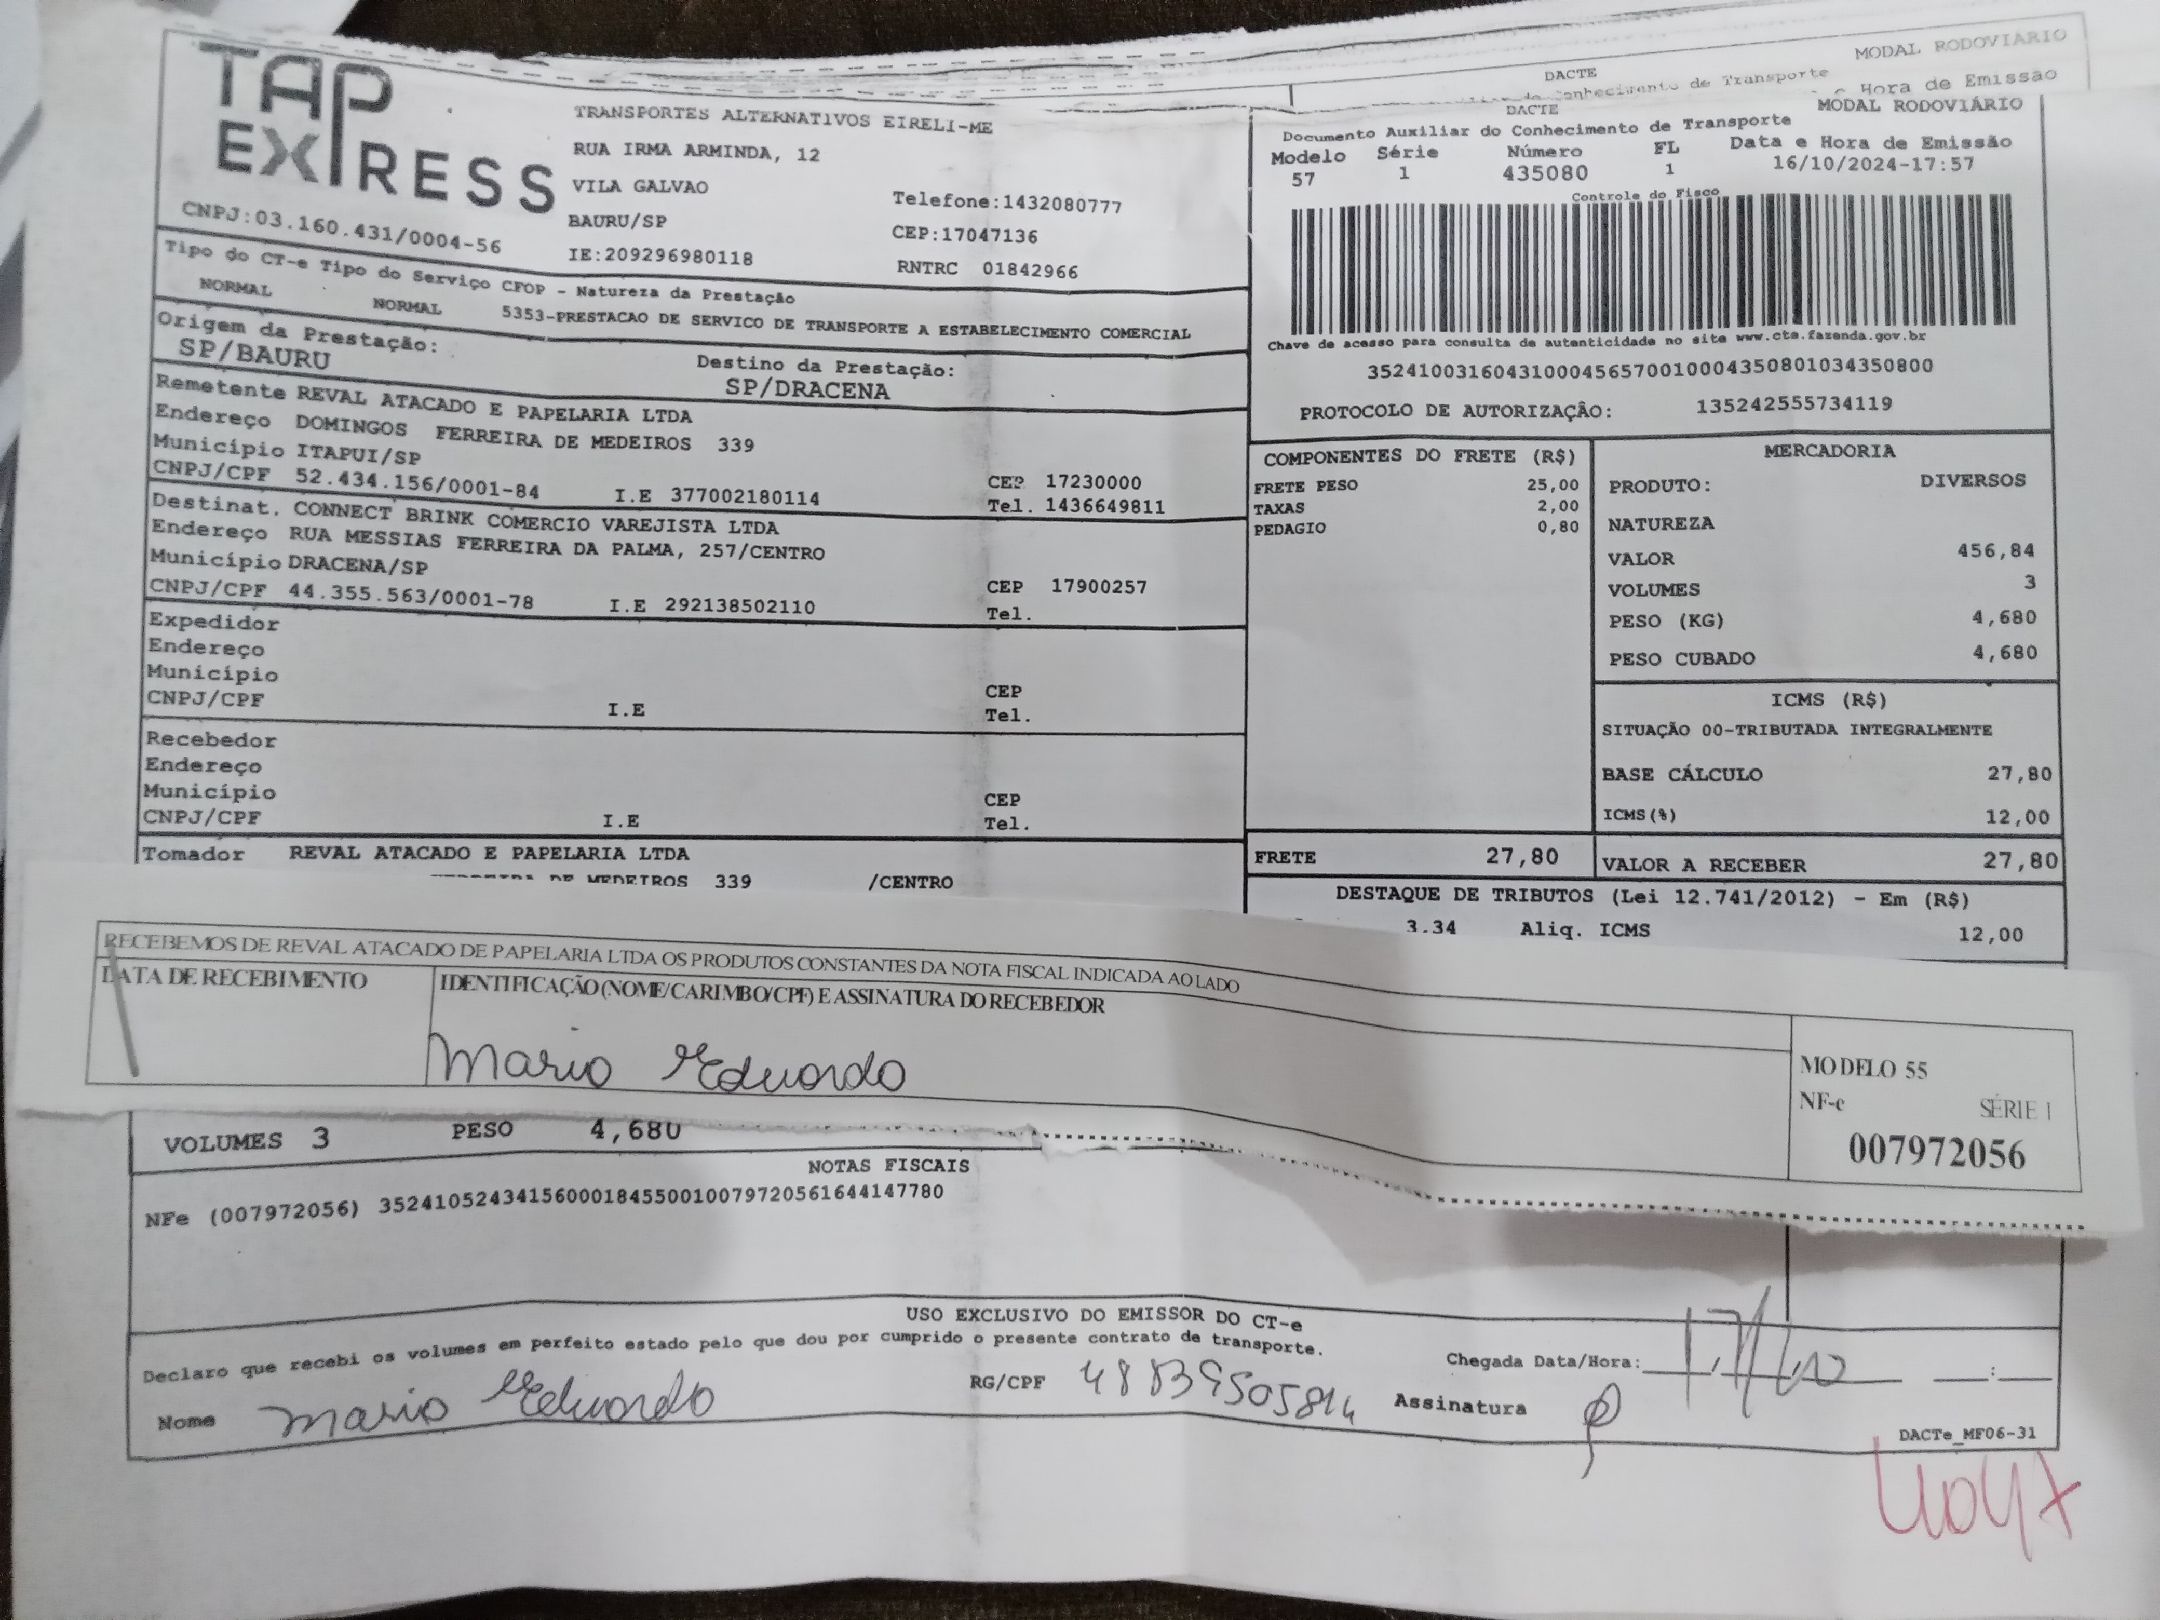 TAP
EXPRESS
CNPJ:03.160.431/0004-56
TRANSPORTES ALTERNATIVOS EIRELI-ME
RUA IRMA ARMINDA, 12
VILA GALVAO
BAURU/SP
IE:209296980118
Telefone:1432080777
CEP:17047136
RNTRC 01842966
MODAL RODOVIARIO
DACTE
Conhecimento de Transporte
Hora de Emissão
DACTE
MODAL RODOVIÁRIO
Documento Auxiliar do Conhecimento de Transporte
Modelo Série Número FL Data e Hora de Emissão
57 1 435080 1 16/10/2024-17:57
Controle do Fisco
Chave de acesso para consulta de autenticidade no site www.cte.fazenda.gov.br
35241003160431000456570010004350801034350800
PROTOCOLO DE AUTORIZAÇÃO: 135242555734119
Tipo do CT-e Tipo do Serviço CFOP - Natureza da Prestação
NORMAL NORMAL 5353-PRESTACAO DE SERVICO DE TRANSPORTE A ESTABELECIMENTO COMERCIAL
Origem da Prestação: Destino da Prestação:
SP/BAURU SP/DRACENA
Remetente REVAL ATACADO E PAPELARIA LTDA
Endereço DOMINGOS FERREIRA DE MEDEIROS 339
Município ITAPUI/SP CEP 17230000
CNPJ/CPF 52.434.156/0001-84 I.E 377002180114 Tel. 1436649811
Destinat. CONNECT BRINK COMERCIO VAREJISTA LTDA
Endereço RUA MESSIAS FERREIRA DA PALMA, 257/CENTRO
Município DRACENA/SP CEP 17900257
CNPJ/CPF 44.355.563/0001-78 I.E 292138502110 Tel.
Expedidor
Endereço
Município CEP
CNPJ/CPF I.E Tel.
Recebedor
Endereço
Município CEP
CNPJ/CPF I.E Tel.
Tomador REVAL ATACADO E PAPELARIA LTDA
DE MEDEIROS 339 /CENTRO
COMPONENTES DO FRETE (R$)
FRETE PESO 25,00
TAXAS 2,00
PEDAGIO 0,80
MERCADORIA
PRODUTO: DIVERSOS
NATUREZA
VALOR 456,84
VOLUMES 3
PESO (KG) 4,680
PESO CUBADO 4,680
ICMS (R$)
SITUAÇÃO 00-TRIBUTADA INTEGRALMENTE
BASE CÁLCULO 27,80
ICMS(%) 12,00
FRETE 27,80 VALOR A RECEBER 27,80
DESTAQUE DE TRIBUTOS (Lei 12.741/2012) - Em (R$)
3.34 Aliq. ICMS 12,00
RECEBEMOS DE REVAL ATACADO DE PAPELARIA LTDA OS PRODUTOS CONSTANTES DA NOTA FISCAL INDICADA AO LADO
DATA DE RECEBIMENTO IDENTIFICAÇÃO (NOME/CARIMBO/CPF) E ASSINATURA DO RECEBEDOR
Mario Eduardo
MODELO 55
NF-e SÉRIE 1
007972056
VOLUMES 3 PESO 4,680
NOTAS FISCAIS
NFe (007972056) 35241052434156000184550010079720561644147780
USO EXCLUSIVO DO EMISSOR DO CT-e
Declaro que recebi os volumes em perfeito estado pelo que dou por cumprido o presente contrato de transporte.
Chegada Data/Hora: 17/10 :
Nome Mario Eduardo RG/CPF 48839505814 Assinatura
DACTe_MF06-31